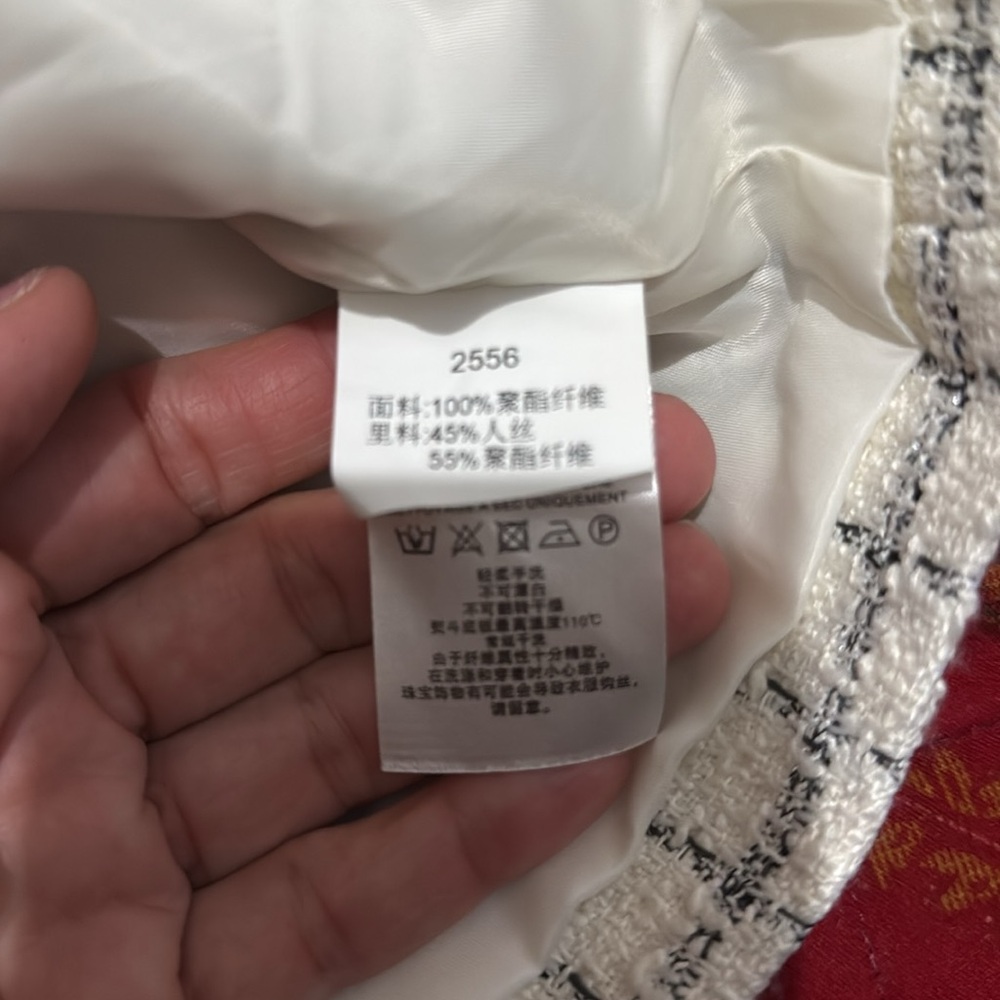 2556
面料:100%聚酯纤维
里料:45%人丝
55%聚酯纤维
A SEC UNIQUEMENT
P
轻柔手洗
不可漂白
不可翻转干燥
熨斗底板最高温度110℃
常规干洗
由于纤维属性十分精致,
在洗涤和穿着时小心维护
珠宝饰物有可能会导致衣服钩丝,
请留意。